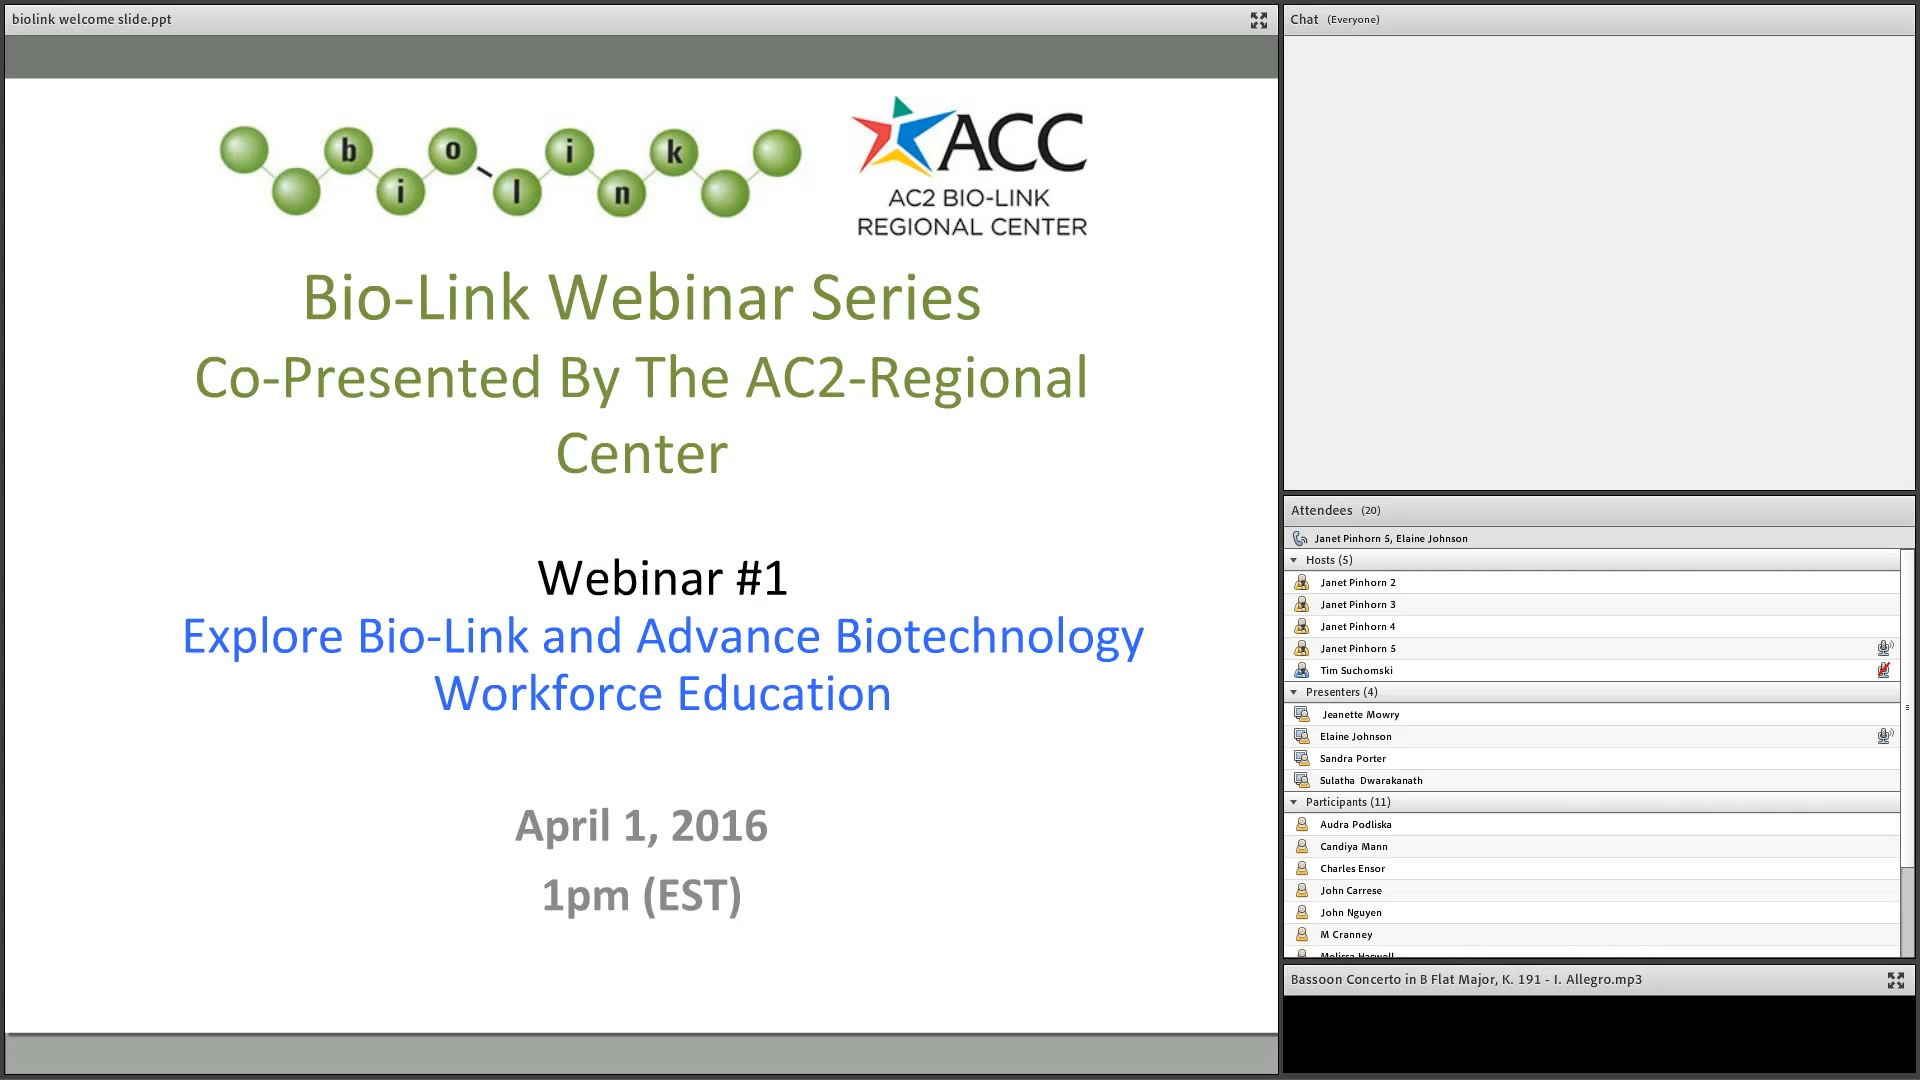 biolink welcome slide.ppt
b i o l i n k
ACC
AC2 BIO-LINK
REGIONAL CENTER
Bio-Link Webinar Series
Co-Presented By The AC2-Regional
Center
Webinar #1
Explore Bio-Link and Advance Biotechnology
Workforce Education
April 1, 2016
1pm (EST)
Chat (Everyone)
Attendees (20)
Janet Pinhorn 5, Elaine Johnson
Hosts (5)
Janet Pinhorn 2
Janet Pinhorn 3
Janet Pinhorn 4
Janet Pinhorn 5
Tim Suchomski
Presenters (4)
Jeanette Mowry
Elaine Johnson
Sandra Porter
Sulatha Dwarakanath
Participants (11)
Audra Podliska
Candiya Mann
Charles Ensor
John Carrese
John Nguyen
M Cranney
Melissa Haswell
Bassoon Concerto in B Flat Major, K. 191 - I. Allegro.mp3